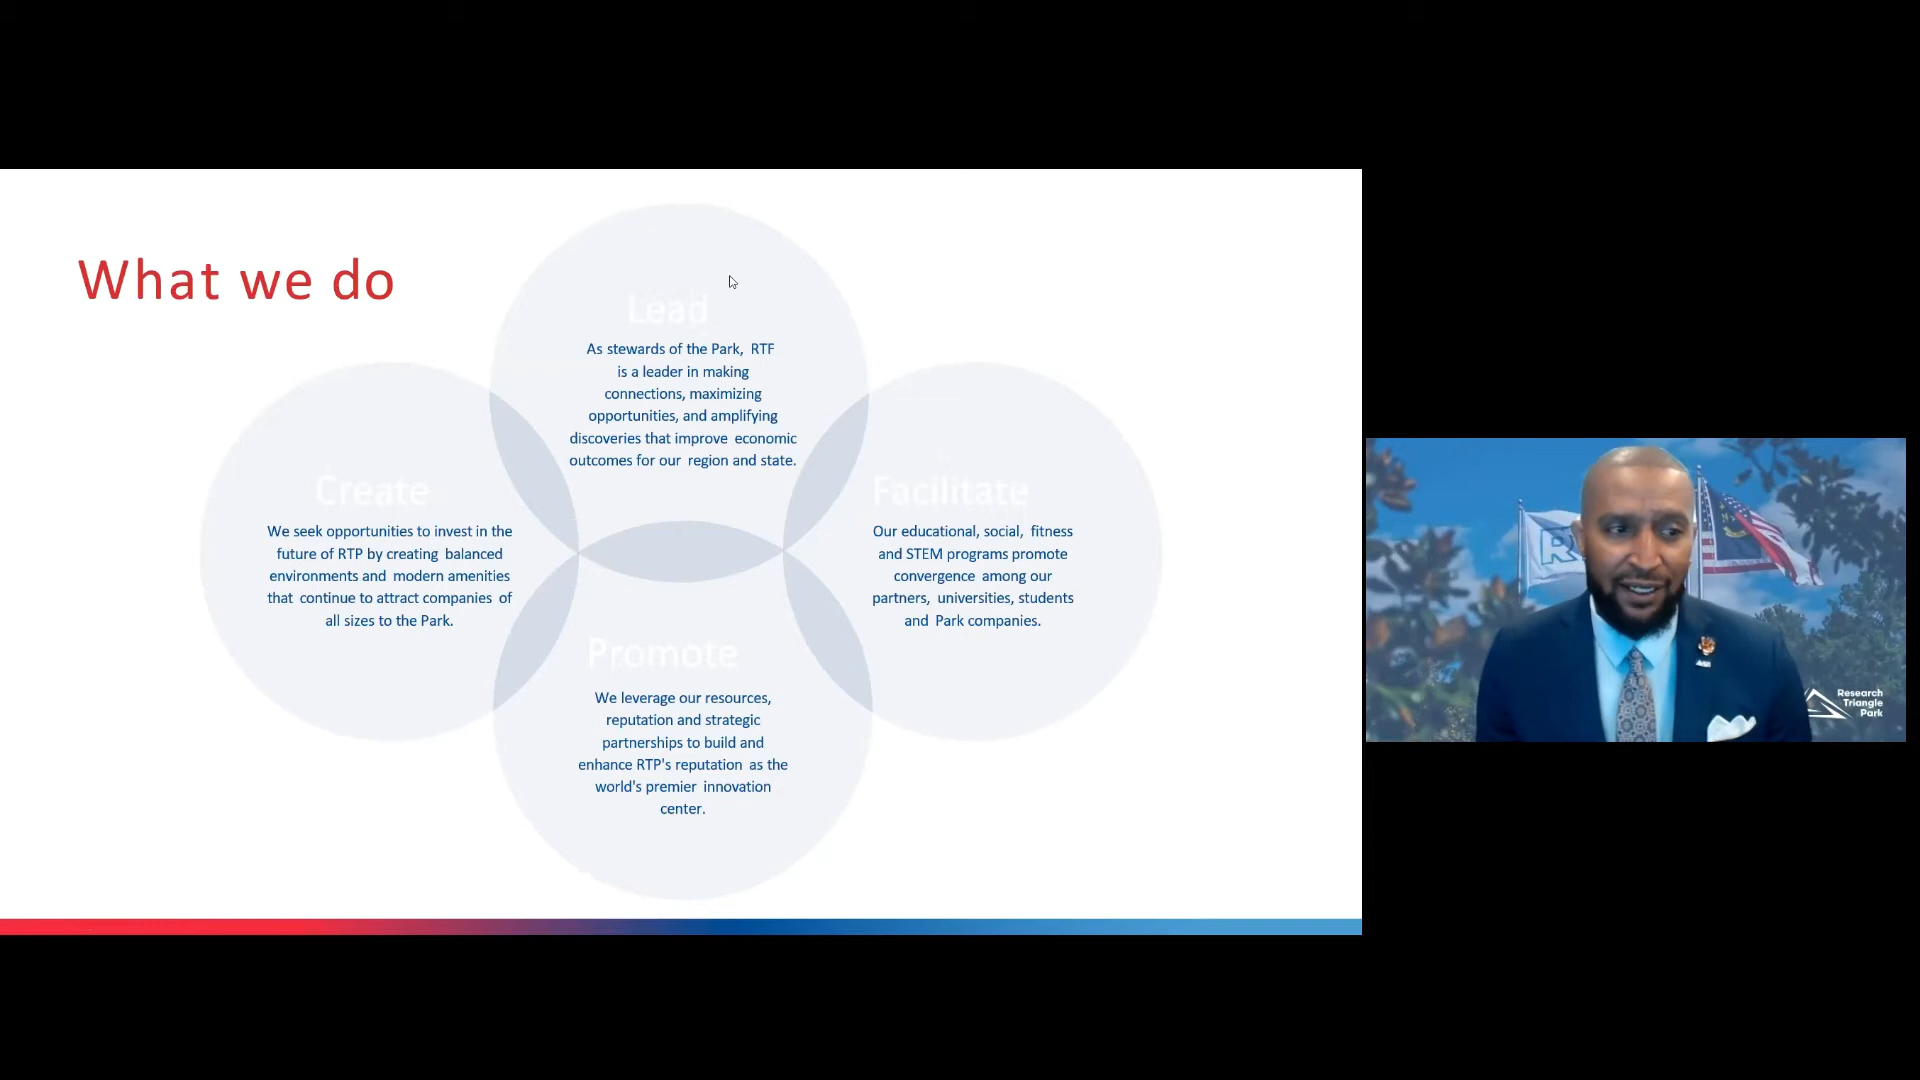 What we do
Lead
As stewards of the Park, RTF
is a leader in making
connections, maximizing
opportunities, and amplifying
discoveries that improve economic
outcomes for our region and state.
Create
We seek opportunities to invest in the
future of RTP by creating balanced
environments and modern amenities
that continue to attract companies of
all sizes to the Park.
Facilitate
Our educational, social, fitness
and STEM programs promote
convergence among our
partners, universities, students
and Park companies.
Promote
We leverage our resources,
reputation and strategic
partnerships to build and
enhance RTP's reputation as the
world's premier innovation
center.
Research
Triangle
Park